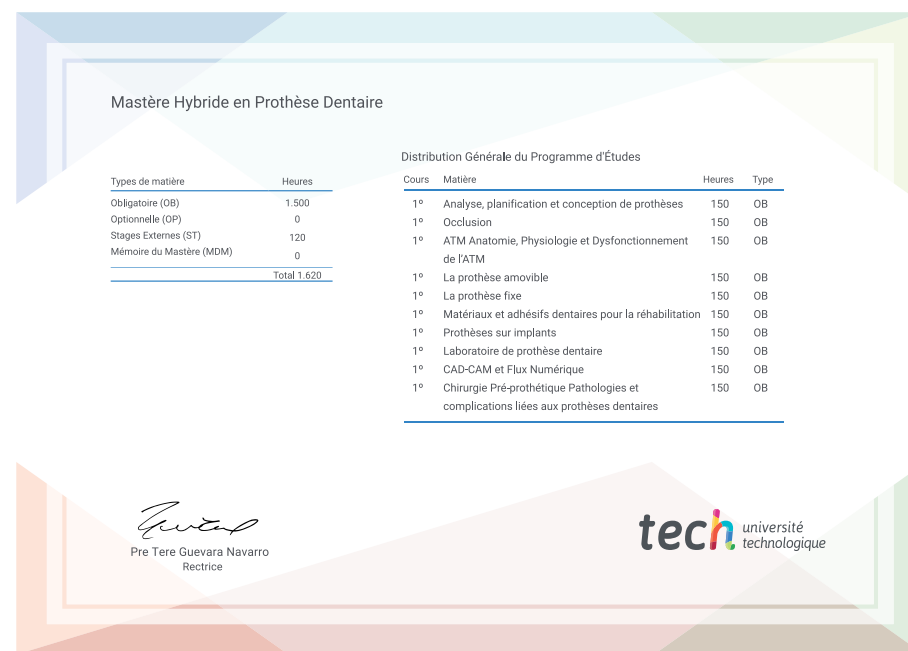 Mastère Hybride en Prothèse Dentaire
Types de matière Heures
Obligatoire (OB) 1.500
Optionnelle (OP) 0
Stages Externes (ST) 120
Mémoire du Mastère (MDM) 0
Total 1.620
Distribution Générale du Programme d'Études
Cours Matière Heures Type
1º Analyse, planification et conception de prothèses 150 OB
1º Occlusion 150 OB
1º ATM Anatomie, Physiologie et Dysfonctionnement 150 OB
de l'ATM
1º La prothèse amovible 150 OB
1º La prothèse fixe 150 OB
1º Matériaux et adhésifs dentaires pour la réhabilitation 150 OB
1º Prothèses sur implants 150 OB
1º Laboratoire de prothèse dentaire 150 OB
1º CAD-CAM et Flux Numérique 150 OB
1º Chirurgie Pré-prothétique Pathologies et 150 OB
complications liées aux prothèses dentaires
Pre Tere Guevara Navarro
Rectrice
tech université
technologique